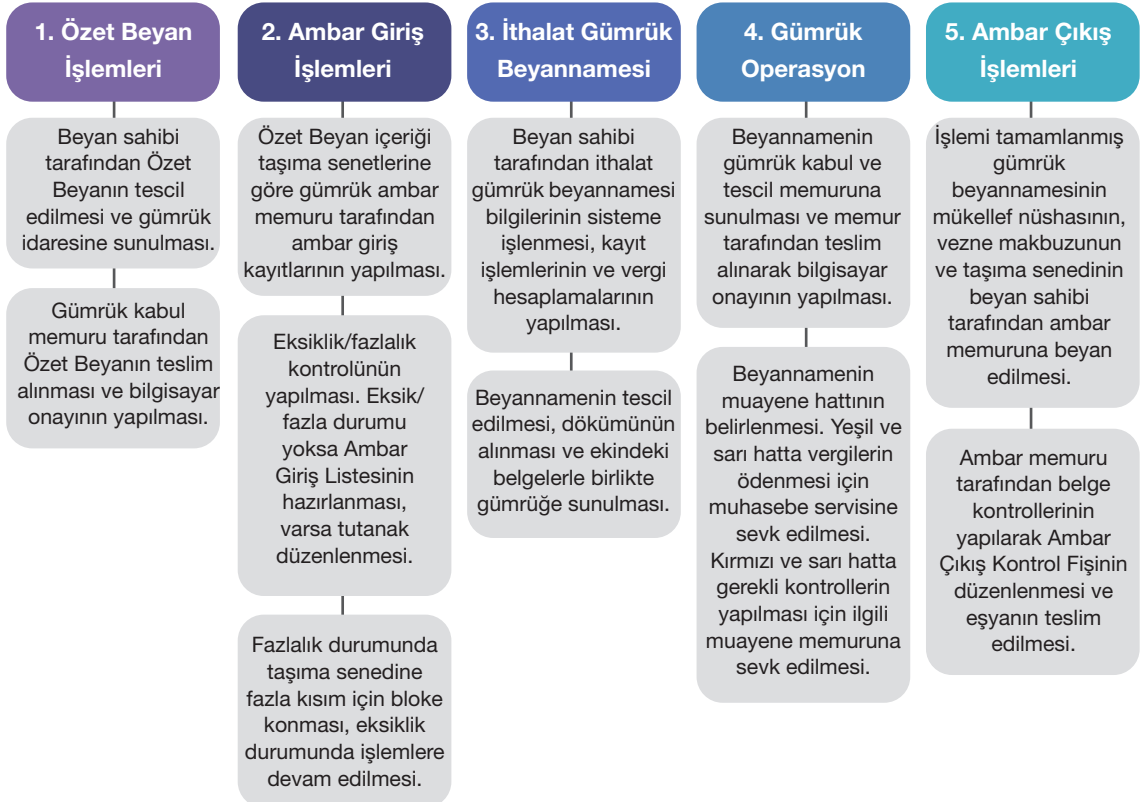 1. Özet Beyan
İşlemleri
Beyan sahibi
tarafından Özet
Beyanın tescil
edilmesi ve gümrük
idaresine sunulması.
Gümrük kabul
memuru tarafından
Özet Beyanın teslim
alınması ve bilgisayar
onayının yapılması.
2. Ambar Giriş
İşlemleri
Özet Beyan içeriği
taşıma senetlerine
göre gümrük ambar
memuru tarafından
ambar giriş
kayıtlarının yapılması.
Eksiklik/fazlalık
kontrolünün
yapılması. Eksik/
fazla durumu
yoksa Ambar
Giriş Listesinin
hazırlanması,
varsa tutanak
düzenlenmesi.
Fazlalık durumunda
taşıma senedine
fazla kısım için bloke
konması, eksiklik
durumunda işlemlere
devam edilmesi.
3. İthalat Gümrük
Beyannamesi
Beyan sahibi
tarafından ithalat
gümrük beyannamesi
bilgilerinin sisteme
işlenmesi, kayıt
işlemlerinin ve vergi
hesaplamalarının
yapılması.
Beyannamenin tescil
edilmesi, dökümünün
alınması ve ekindeki
belgelerle birlikte
gümrüğe sunulması.
4. Gümrük
Operasyon
Beyannamenin
gümrük kabul ve
tescil memuruna
sunulması ve memur
tarafından teslim
alınarak bilgisayar
onayının yapılması.
Beyannamenin
muayene hattının
belirlenmesi. Yeşil ve
sarı hatta vergilerin
ödenmesi için
muhasebe servisine
sevk edilmesi.
Kırmızı ve sarı hatta
gerekli kontrollerin
yapılması için ilgili
muayene memuruna
sevk edilmesi.
5. Ambar Çıkış
İşlemleri
İşlemi tamamlanmış
gümrük
beyannamesinin
mükellef nüshasının,
vezne makbuzunun
ve taşıma senedinin
beyan sahibi
tarafından ambar
memuruna beyan
edilmesi.
Ambar memuru
tarafından belge
kontrollerinin
yapılarak Ambar
Çıkış Kontrol Fişinin
düzenlenmesi ve
eşyanın teslim
edilmesi.